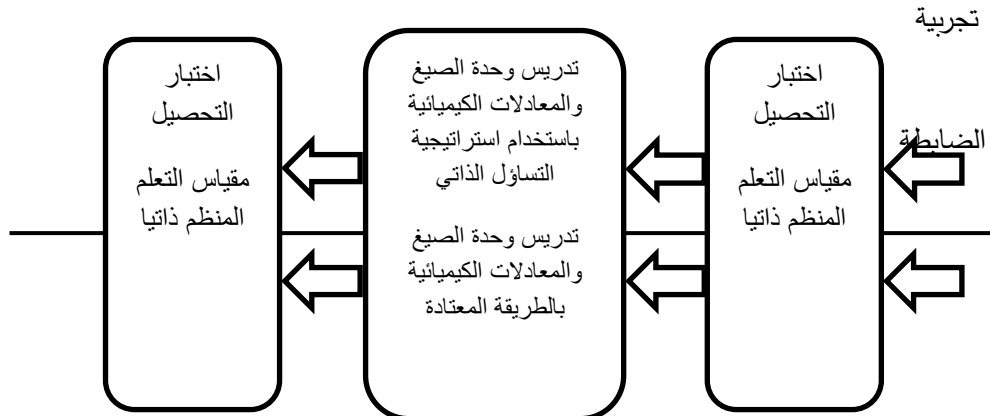 تجربية
الضابطة
اختبار
التحصيل
مقياس التعلم
المنظم ذاتيا
تدريس وحدة الصيغ
والمعادلات الكيميائية
باستخدام استراتيجية
التساؤل الذاتي
تدريس وحدة الصيغ
والمعادلات الكيميائية
بالطريقة المعتادة
اختبار
التحصيل
مقياس التعلم
المنظم ذاتيا